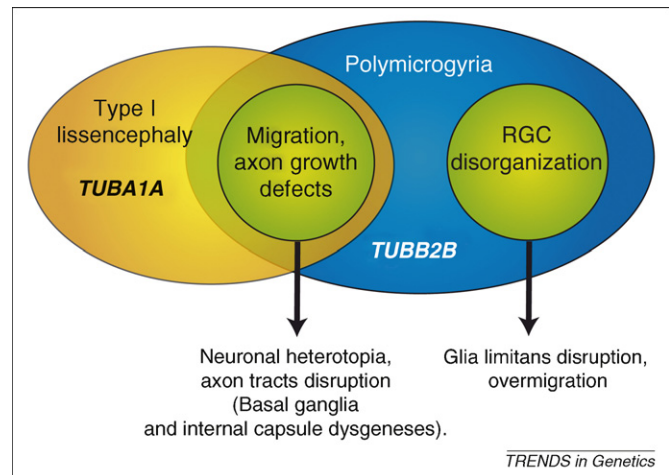 Polymicrogyria
Type I
lissencephaly
TUBA1A
Migration,
axon growth
defects
RGC
disorganization
TUBB2B
Neuronal heterotopia,
axon tracts disruption
(Basal ganglia
and internal capsule dysgeneses).
Glia limitans disruption,
overmigration
TRENDS in Genetics